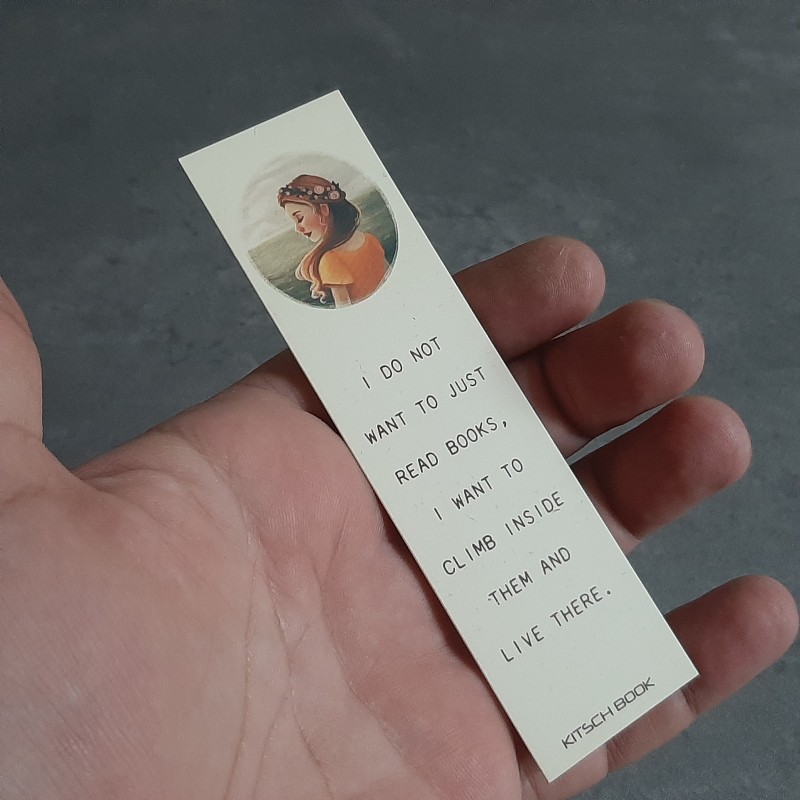 I DO NOT
WANT TO JUST
READ BOOKS,
I WANT TO
CLIMB INSIDE
THEM AND
LIVE THERE.
KITSCH BOOK